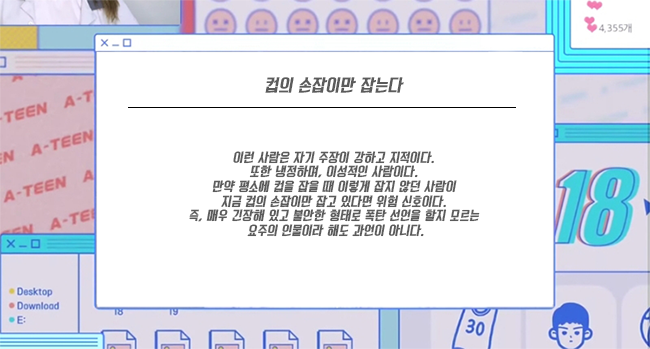 4,355개
컵의 손잡이만 잡는다
이런 사람은 자기 주장이 강하고 지적이다.
또한 냉정하며, 이성적인 사람이다.
만약 평소에 컵을 잡을 때 이렇게 잡지 않던 사람이
지금 컵의 손잡이만 잡고 있다면 위험 신호이다.
즉, 매우 긴장해 있고 불안한 형태로 폭탄 선언을 할지 모르는
요주의 인물이라 해도 과언이 아니다.
A-TEEN
A-TEEN
A-TEEN
A-TEEN
18
Desktop
Download
E:
18
19
30